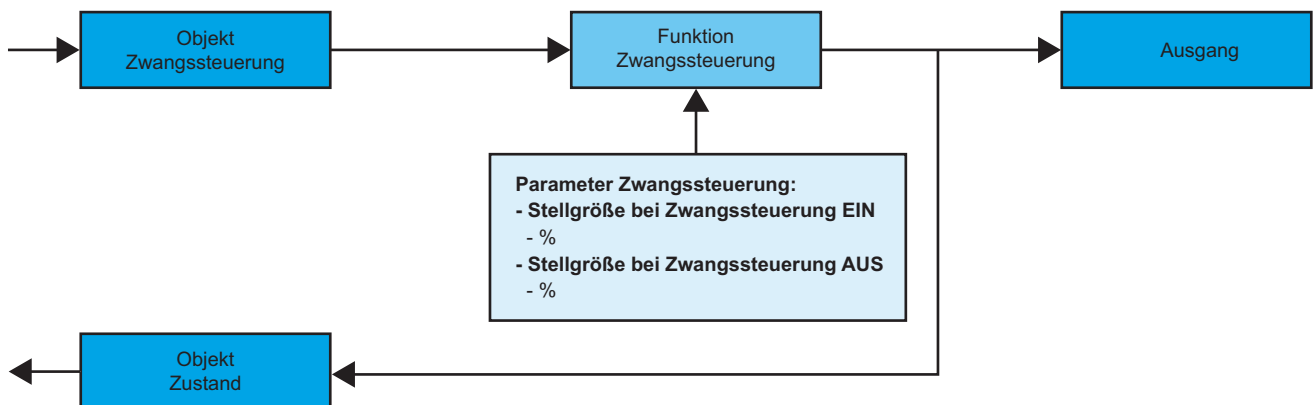 Objekt
Zwangssteuerung
Funktion
Zwangssteuerung
Ausgang
Parameter Zwangssteuerung:
- Stellgröße bei Zwangssteuerung EIN
- %
- Stellgröße bei Zwangssteuerung AUS
- %
Objekt
Zustand